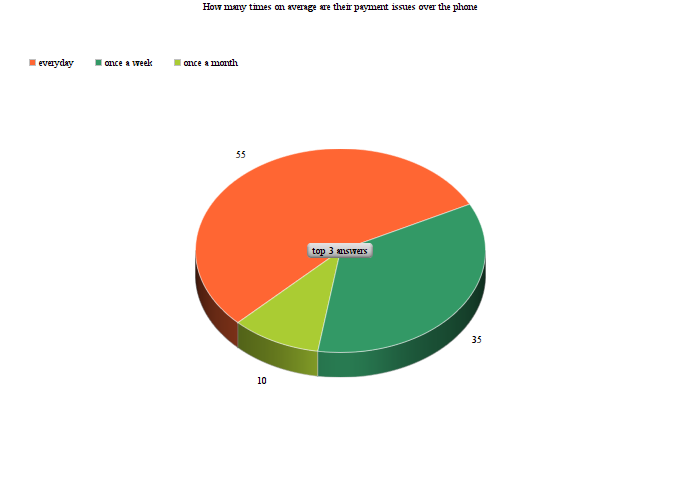 How many times on average are their payment issues over the phone
everyday once a week once a month
55
top 3 answers
35
10